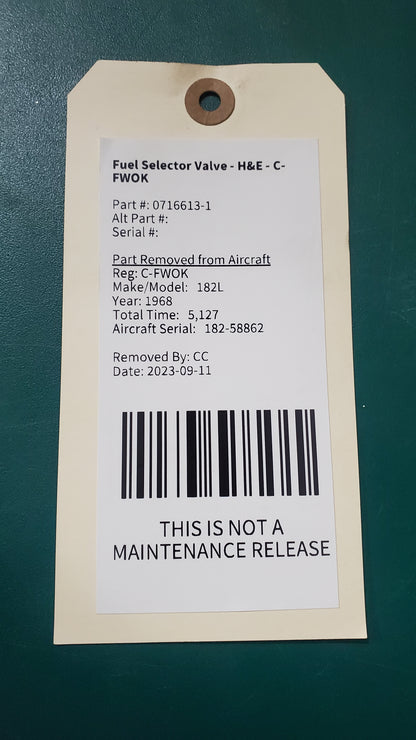 Fuel Selector Valve - H&E - C-
FWOK
Part #: 0716613-1
Alt Part #:
Serial #:
Part Removed from Aircraft
Reg: C-FWOK
Make/Model: 182L
Year: 1968
Total Time: 5,127
Aircraft Serial: 182-58862
Removed By: CC
Date: 2023-09-11
THIS IS NOT A
MAINTENANCE RELEASE